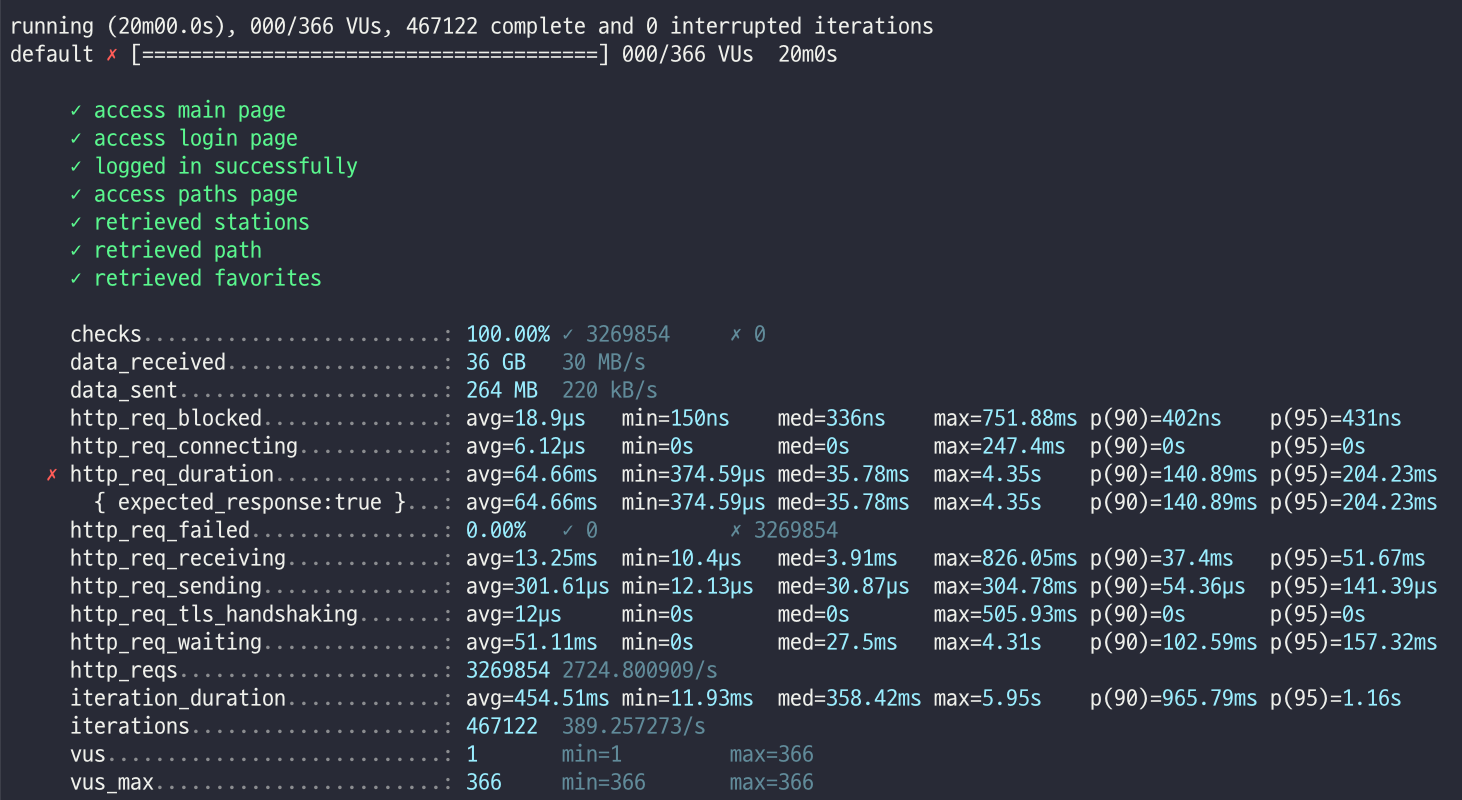 running (20m00.0s), 000/366 VUs, 467122 complete and 0 interrupted iterations
default ✗ [======================================] 000/366 VUs  20m0s
✓ access main page
✓ access login page
✓ logged in successfully
✓ access paths page
✓ retrieved stations
✓ retrieved path
✓ retrieved favorites
checks.........................: 100.00% ✓ 3269854     ✗ 0
data_received..................: 36 GB   30 MB/s
data_sent......................: 264 MB  220 kB/s
http_req_blocked...............: avg=18.9µs   min=150ns    med=336ns    max=751.88ms p(90)=402ns    p(95)=431ns
http_req_connecting............: avg=6.12µs   min=0s       med=0s       max=247.4ms  p(90)=0s       p(95)=0s
✗ http_req_duration..............: avg=64.66ms  min=374.59µs med=35.78ms  max=4.35s    p(90)=140.89ms p(95)=204.23ms
{ expected_response:true }...: avg=64.66ms  min=374.59µs med=35.78ms  max=4.35s    p(90)=140.89ms p(95)=204.23ms
http_req_failed................: 0.00%   ✓ 0           ✗ 3269854
http_req_receiving.............: avg=13.25ms  min=10.4µs   med=3.91ms   max=826.05ms p(90)=37.4ms   p(95)=51.67ms
http_req_sending...............: avg=301.61µs min=12.13µs  med=30.87µs  max=304.78ms p(90)=54.36µs  p(95)=141.39µs
http_req_tls_handshaking.......: avg=12µs     min=0s       med=0s       max=505.93ms p(90)=0s       p(95)=0s
http_req_waiting...............: avg=51.11ms  min=0s       med=27.5ms   max=4.31s    p(90)=102.59ms p(95)=157.32ms
http_reqs......................: 3269854 2724.800909/s
iteration_duration.............: avg=454.51ms min=11.93ms  med=358.42ms max=5.95s    p(90)=965.79ms p(95)=1.16s
iterations.....................: 467122  389.257273/s
vus............................: 1       min=1         max=366
vus_max........................: 366     min=366       max=366